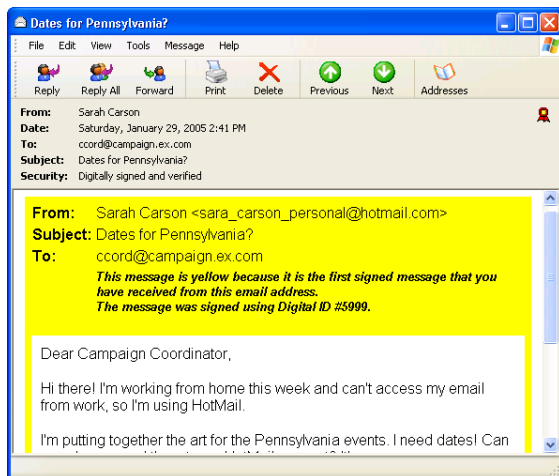 Dates for Pennsylvania?
File Edit View Tools Message Help
Reply Reply All Forward Print Delete Previous Next Addresses
From: Sarah Carson
Date: Saturday, January 29, 2005 2:41 PM
To: ccord@campaign.ex.com
Subject: Dates for Pennsylvania?
Security: Digitally signed and verified
From: Sarah Carson <sara_carson_personal@hotmail.com>
Subject: Dates for Pennsylvania?
To: ccord@campaign.ex.com
This message is yellow because it is the first signed message that you
have received from this email address.
The message was signed using Digital ID #5999.
Dear Campaign Coordinator,
Hi there! I'm working from home this week and can't access my email
from work, so I'm using HotMail.
I'm putting together the art for the Pennsylvania events. I need dates! Can